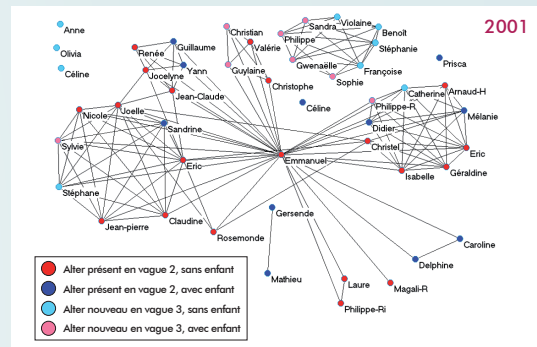 2001
Anne
Olivia
Céline
Renée
Guillaume
Jocelyne
Yann
Jean-Claude
Christian
Valérie
Guylaine
Christophe
Sandra
Violaine
Philippe
Benoît
Stéphanie
Gwenaëlle
Françoise
Sophie
Prisca
Céline
Catherine
Arnaud-H
Philippe-R
Mélanie
Didier
Christel
Eric
Isabelle
Géraldine
Nicole
Joelle
Sandrine
Sylvie
Eric
Emmanuel
Stéphane
Jean-pierre
Claudine
Rosemonde
Gersende
Mathieu
Caroline
Delphine
Laure
Magali-R
Philippe-Ri
Alter présent en vague 2, sans enfant
Alter présent en vague 2, avec enfant
Alter nouveau en vague 3, sans enfant
Alter nouveau en vague 3, avec enfant